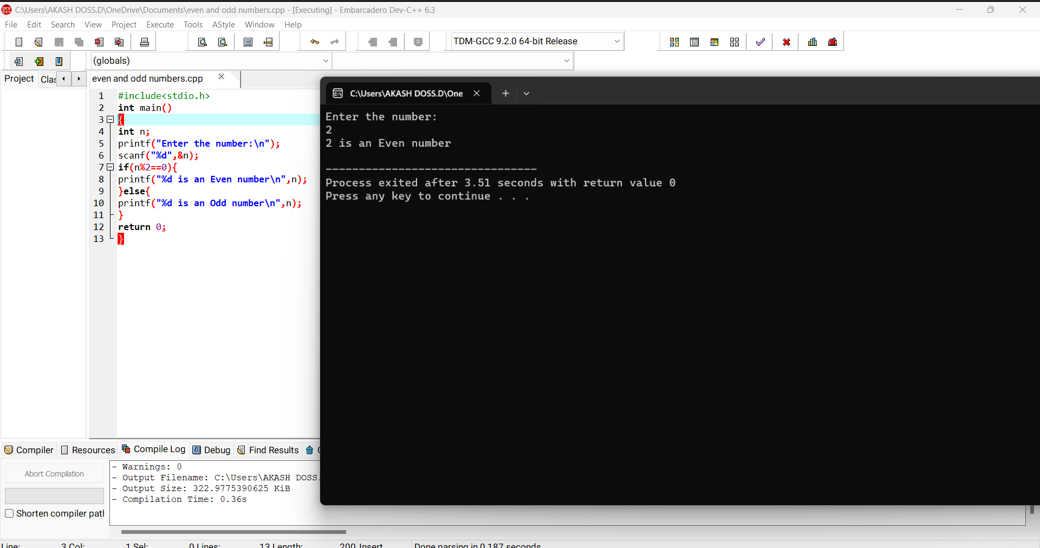 C:\Users\AKASH DOSS.D\OneDrive\Documents\even and odd numbers.cpp - [Executing] - Embarcadero Dev-C++ 6.3
File Edit Search View Project Execute Tools AStyle Window Help
TDM-GCC 9.2.0 64-bit Release
(globals)
Project Clas
even and odd numbers.cpp
1 #include<stdio.h>
2 int main()
3 {
4 int n;
5 printf("Enter the number:\n");
6 scanf("%d",&n);
7 if(n%2==0){
8 printf("%d is an Even number\n",n);
9 }else{
10 printf("%d is an Odd number\n",n);
11 }
12 return 0;
13 }
C:\Users\AKASH DOSS.D\One
Enter the number:
2
2 is an Even number
--------------------------------
Process exited after 3.51 seconds with return value 0
Press any key to continue . . .
Compiler Resources Compile Log Debug Find Results
Abort Compilation
Shorten compiler path
- Warnings: 0
- Output Filename: C:\Users\AKASH DOSS.
- Output Size: 322.9775390625 KiB
- Compilation Time: 0.36s
Line: 3 Col: 1 Sel: 0 Lines: 13 Length: 200 Insert Done parsing in 0.187 seconds